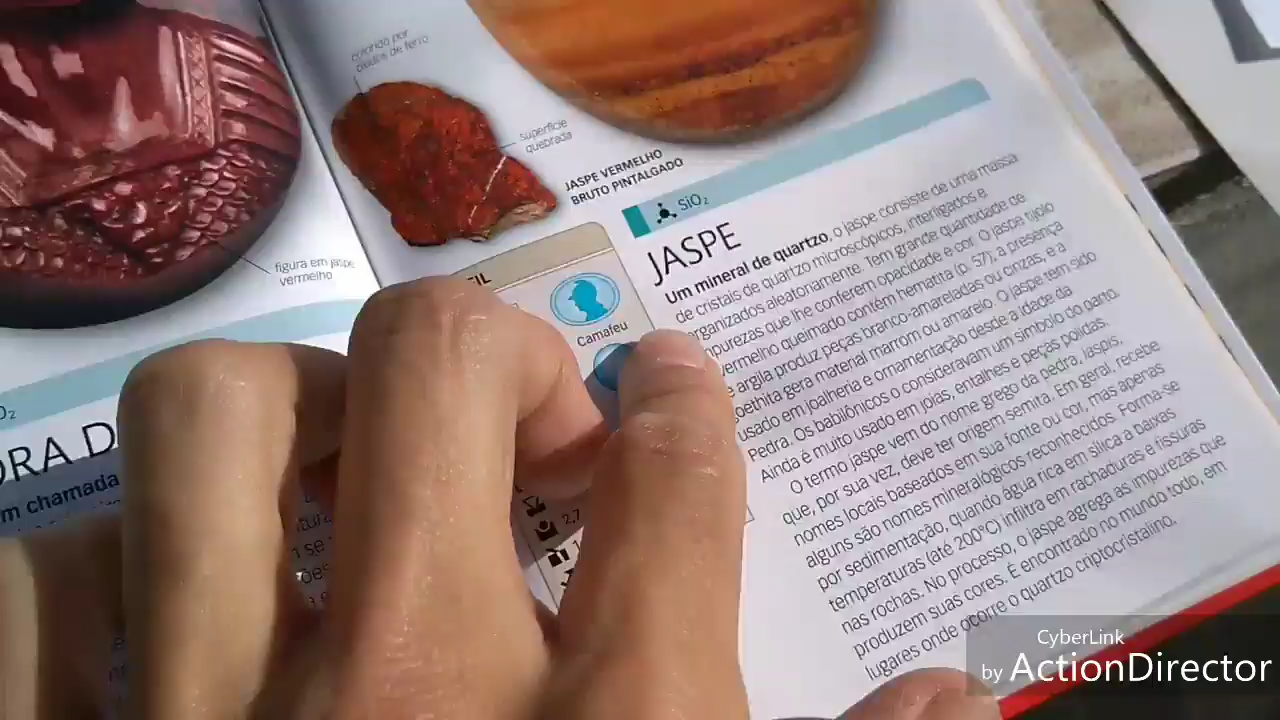 colorido por
óxidos de ferro
superfície
quebrada
JASPE VERMELHO
BRUTO PINTALGADO
figura em jaspe
vermelho
SiO₂
JASPE
Um mineral de quartzo, o jaspe consiste de uma massa
de cristais de quartzo microscópicos, interligados e
organizados aleatoriamente. Tem grande quantidade de
impurezas que lhe conferem opacidade e cor. O jaspe tijolo
vermelho queimado contém hematita (p. 57), a presença
e argila produz peças branco-amareladas ou cinzas, e a
oethita gera material marrom ou amarelo. O jaspe tem sido
usado em joalheria e ornamentação desde a Idade da
Pedra. Os babilônicos o consideravam um símbolo do parto.
Ainda é muito usado em joias, entalhes e peças polidas.
O termo jaspe vem do nome grego da pedra, iaspis,
que, por sua vez, deve ter origem semita. Em geral, recebe
nomes locais baseados em sua fonte ou cor, mas apenas
alguns são nomes mineralógicos reconhecidos. Forma-se
por sedimentação, quando água rica em sílica a baixas
temperaturas (até 200°C) infiltra em rachaduras e fissuras
nas rochas. No processo, o jaspe agrega as impurezas que
produzem suas cores. É encontrado no mundo todo, em
lugares onde ocorre o quartzo criptocristalino.
FIL
Camafeu
2,7
O₂
DRA D
m chamada
CyberLink
by ActionDirector